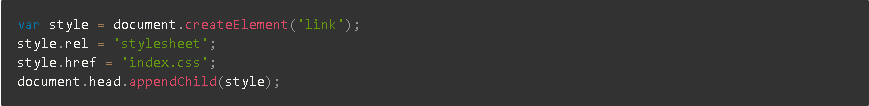 var style = document.createElement('link');
style.rel = 'stylesheet';
style.href = 'index.css';
document.head.appendChild(style);